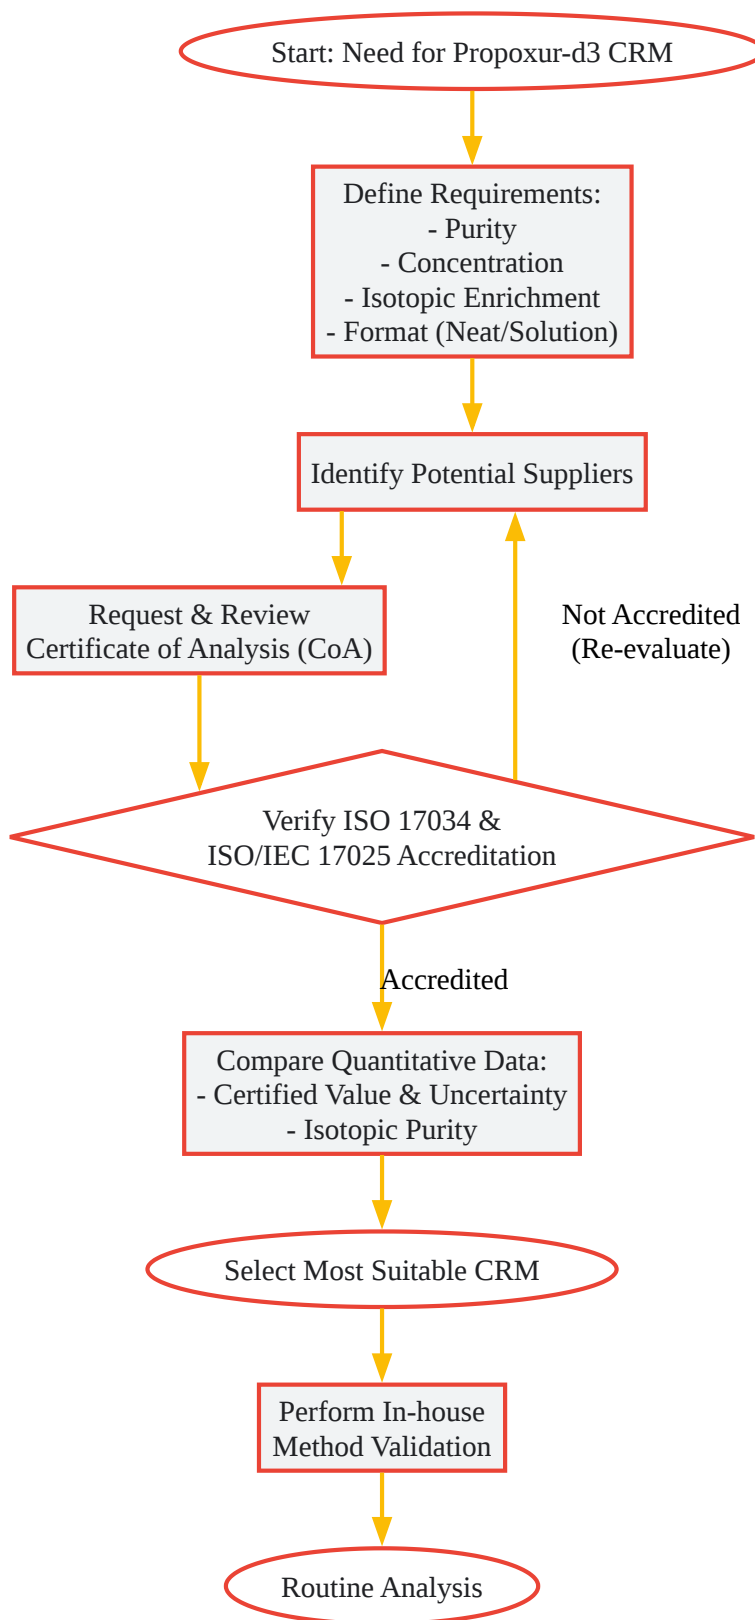 Start: Need for Propoxur-d3 CRM
Define Requirements:
- Purity
- Concentration
- Isotopic Enrichment
- Format (Neat/Solution)
Identify Potential Suppliers
Request & Review
Certificate of Analysis (CoA)
Not Accredited
(Re-evaluate)
Verify ISO 17034 &
ISO/IEC 17025 Accreditation
Accredited
Compare Quantitative Data:
- Certified Value & Uncertainty
- Isotopic Purity
Select Most Suitable CRM
Perform In-house
Method Validation
Routine Analysis